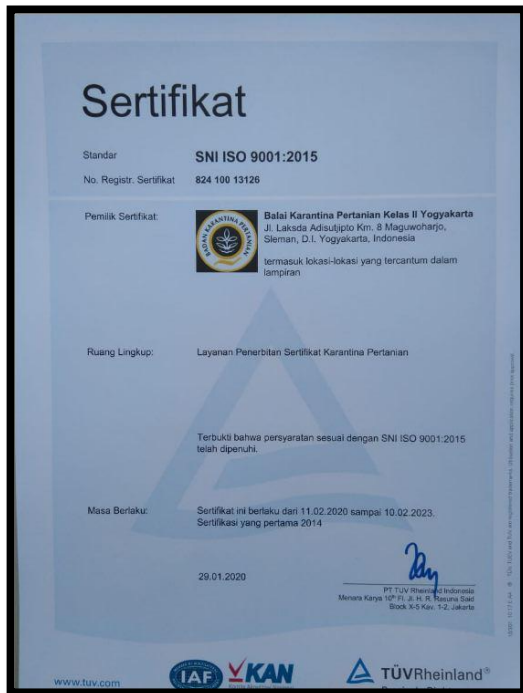 Sertifikat
Standar SNI ISO 9001:2015
No. Registr. Sertifikat 824 100 13126
Pemilik Sertifikat:
BADAN KARANTINA PERTANIAN
Balai Karantina Pertanian Kelas II Yogyakarta
Jl. Laksda Adisutjipto Km. 8 Maguwoharjo,
Sleman, D.I. Yogyakarta, Indonesia
termasuk lokasi-lokasi yang tercantum dalam
lampiran
Ruang Lingkup: Layanan Penerbitan Sertifikat Karantina Pertanian
Terbukti bahwa persyaratan sesuai dengan SNI ISO 9001:2015
telah dipenuhi.
Masa Berlaku: Sertifikat ini berlaku dari 11.02.2020 sampai 10.02.2023.
Sertifikasi yang pertama 2014
29.01.2020
PT TUV Rheinland Indonesia
Menara Karya 10th Fl. Jl. H. R. Rasuna Said
Block X-5 Kav. 1-2, Jakarta
www.tuv.com
IAF
KAN
TÜVRheinland®